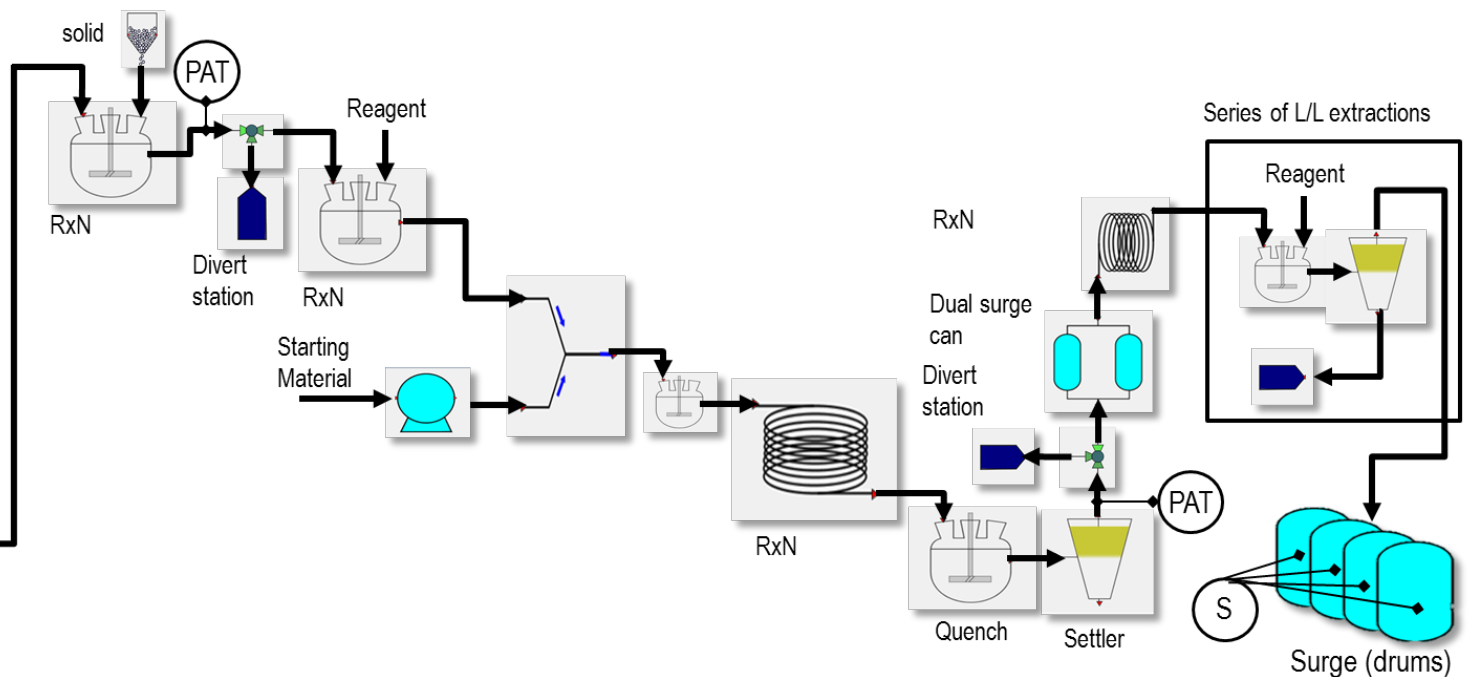 solid
PAT
RxN
Divert
station
Reagent
RxN
Starting
Material
RxN
Quench
Settler
PAT
Divert
station
Dual surge
can
RxN
Series of L/L extractions
Reagent
S
Surge (drums)